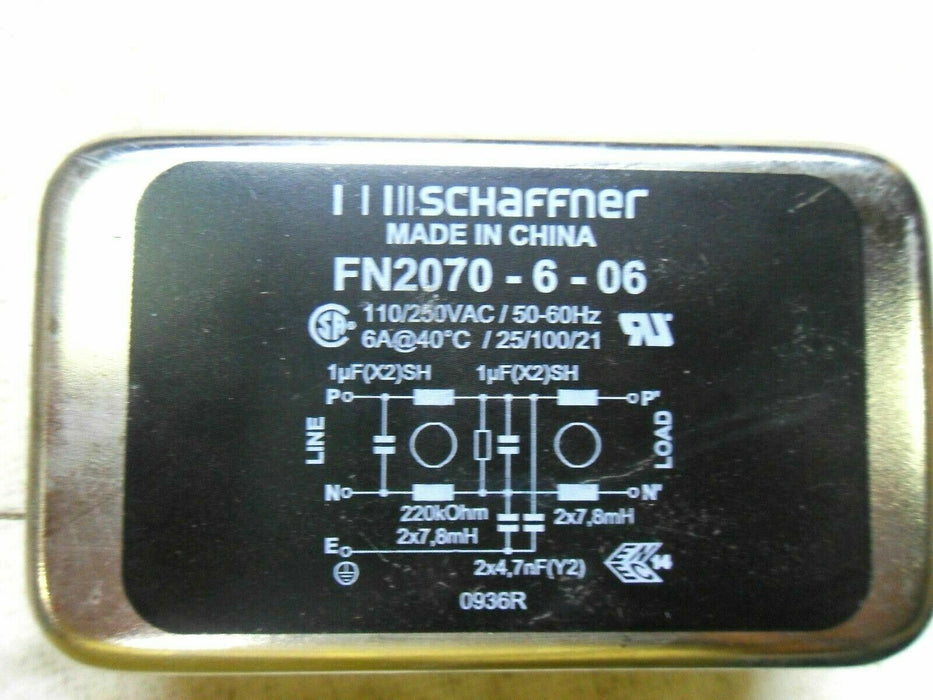 SCHAFFNER
MADE IN CHINA
FN2070 - 6 - 06
110/250VAC / 50-60Hz
6A@40°C / 25/100/21
1µF(X2)SH 1µF(X2)SH
P P'
LINE
LOAD
N N'
220kOhm
2x7,8mH
2x7,8mH
E
2x4,7nF(Y2)
14
0936R